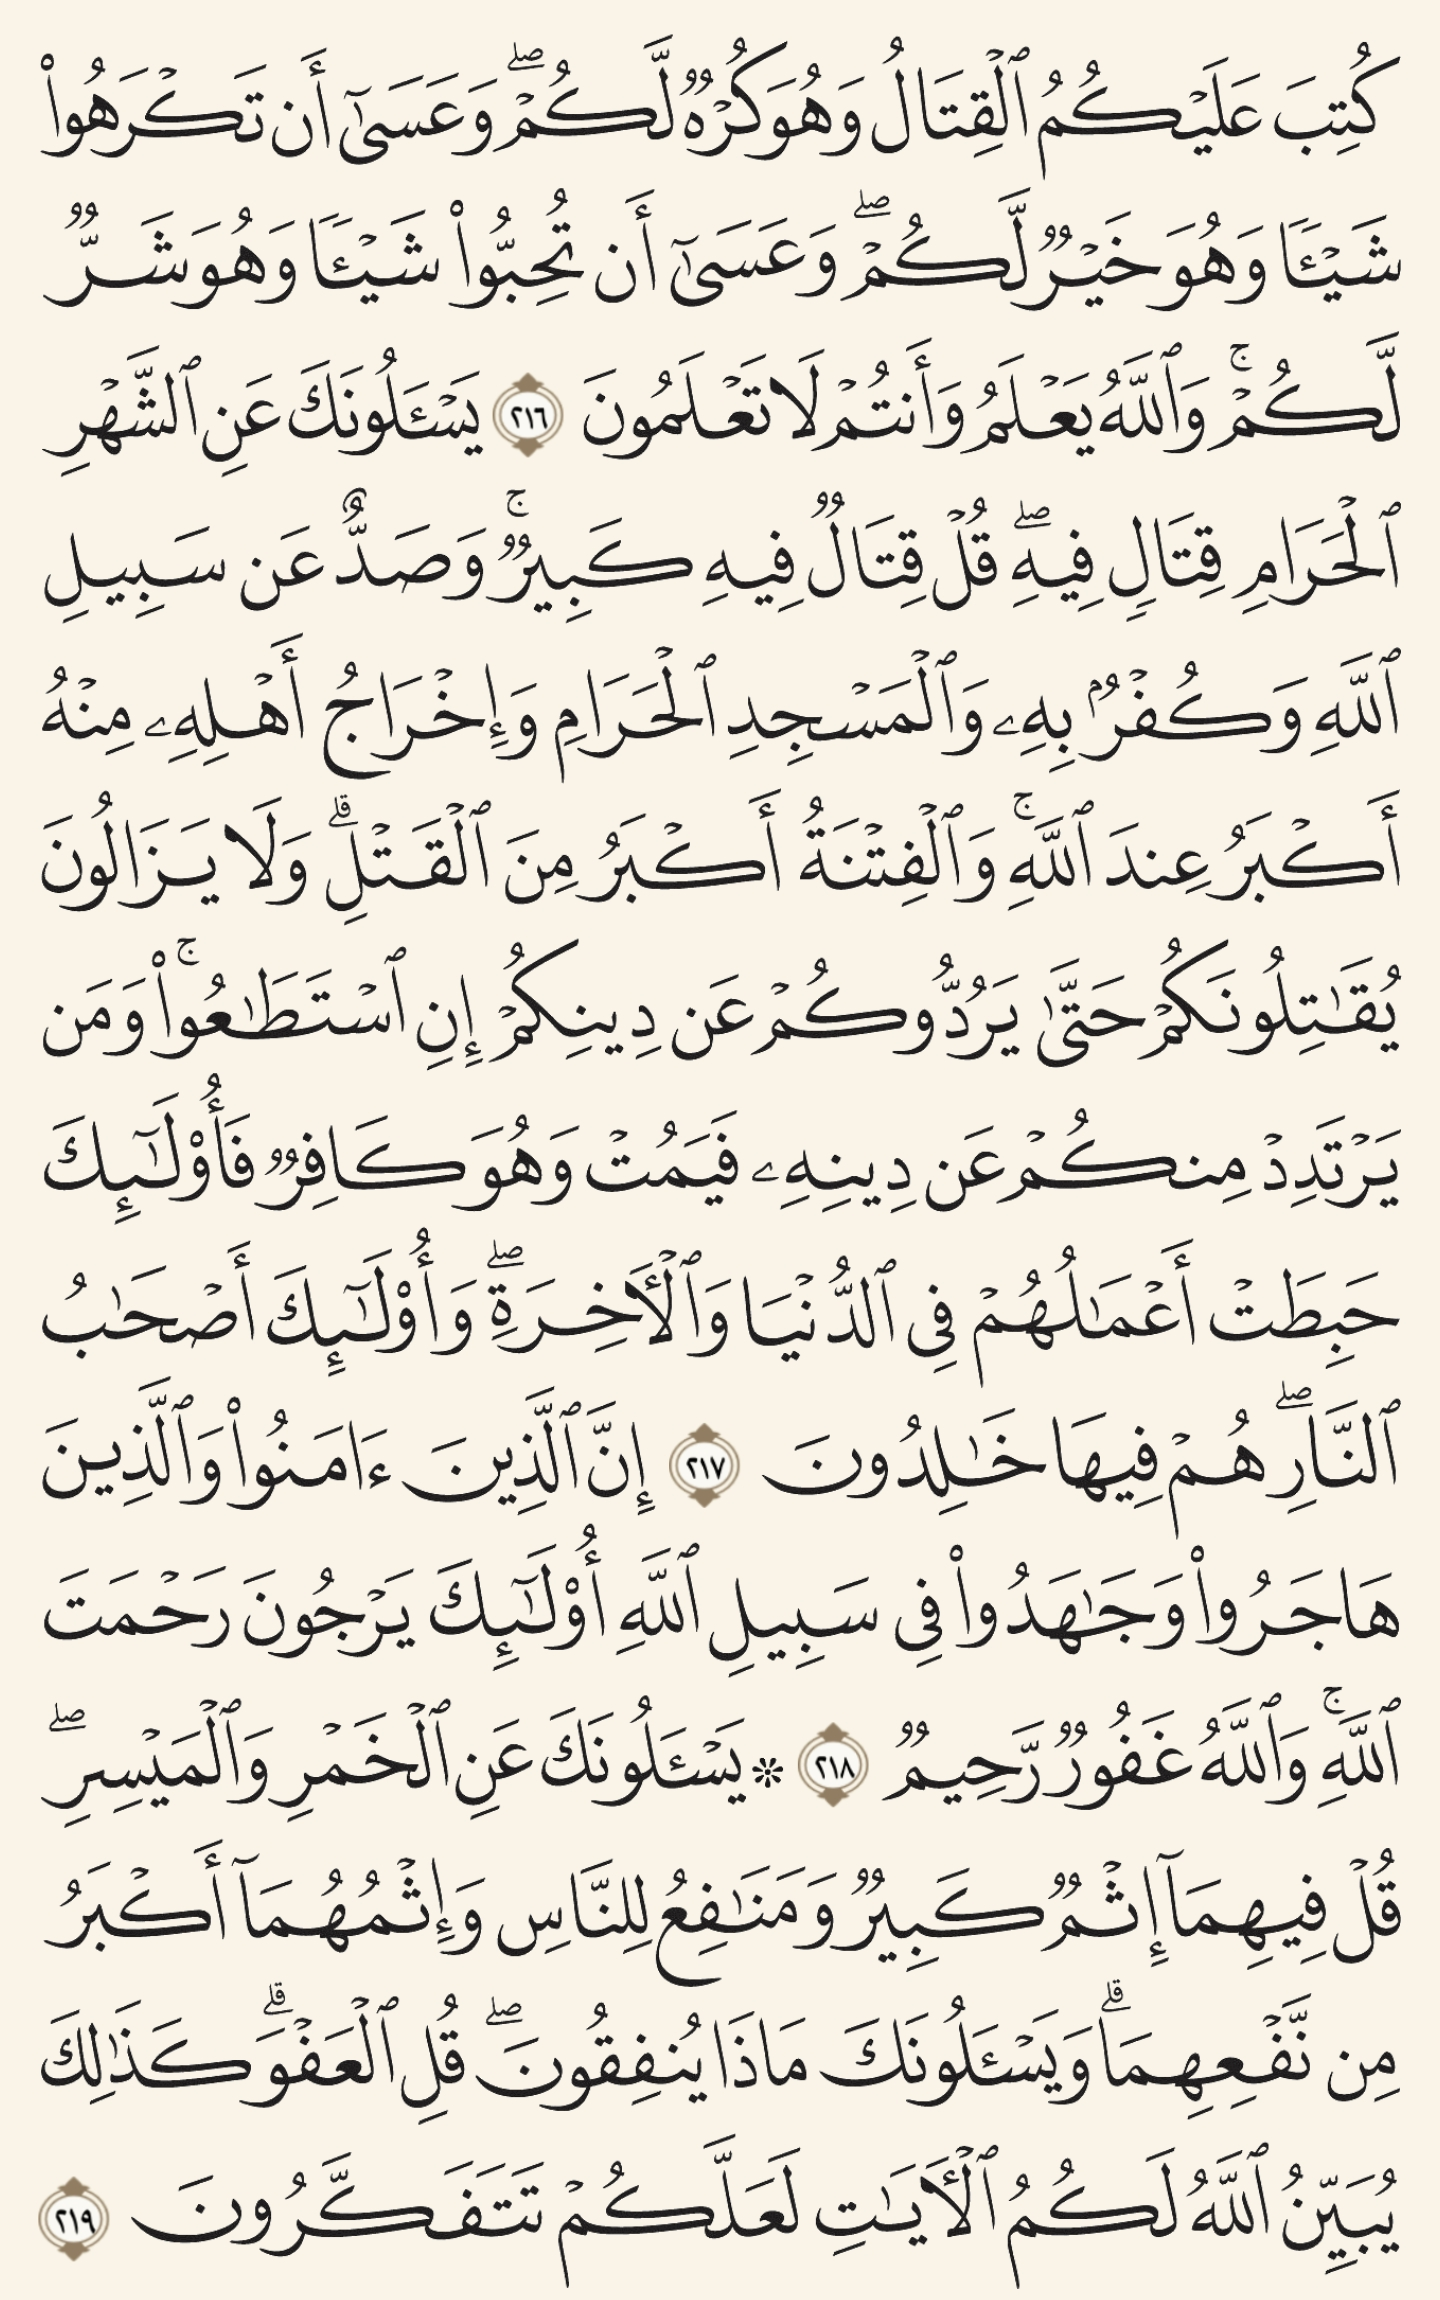 كُتِبَ عَلَيْكُمُ ٱلْقِتَالُ وَهُوَ كُرْهٌ لَّكُمْ ۖ وَعَسَىٰٓ أَن تَكْرَهُوا۟
شَيْـًٔا وَهُوَ خَيْرٌ لَّكُمْ ۖ وَعَسَىٰٓ أَن تُحِبُّوا۟ شَيْـًٔا وَهُوَ شَرٌّ
لَّكُمْ ۗ وَٱللَّهُ يَعْلَمُ وَأَنتُمْ لَا تَعْلَمُونَ ٢١٦ يَسْـَٔلُونَكَ عَنِ ٱلشَّهْرِ
ٱلْحَرَامِ قِتَالٍ فِيهِ ۖ قُلْ قِتَالٌ فِيهِ كَبِيرٌ ۚ وَصَدٌّ عَن سَبِيلِ
ٱللَّهِ وَكُفْرٌۢ بِهِۦ وَٱلْمَسْجِدِ ٱلْحَرَامِ وَإِخْرَاجُ أَهْلِهِۦ مِنْهُ
أَكْبَرُ عِندَ ٱللَّهِ ۚ وَٱلْفِتْنَةُ أَكْبَرُ مِنَ ٱلْقَتْلِ ۗ وَلَا يَزَالُونَ
يُقَـٰتِلُونَكُمْ حَتَّىٰ يَرُدُّوكُمْ عَن دِينِكُمْ إِنِ ٱسْتَطَـٰعُوا۟ ۚ وَمَن
يَرْتَدِدْ مِنكُمْ عَن دِينِهِۦ فَيَمُتْ وَهُوَ كَافِرٌ فَأُو۟لَـٰٓئِكَ
حَبِطَتْ أَعْمَـٰلُهُمْ فِى ٱلدُّنْيَا وَٱلْـَٔاخِرَةِ ۖ وَأُو۟لَـٰٓئِكَ أَصْحَـٰبُ
ٱلنَّارِ ۖ هُمْ فِيهَا خَـٰلِدُونَ ٢١٧ إِنَّ ٱلَّذِينَ ءَامَنُوا۟ وَٱلَّذِينَ
هَاجَرُوا۟ وَجَـٰهَدُوا۟ فِى سَبِيلِ ٱللَّهِ أُو۟لَـٰٓئِكَ يَرْجُونَ رَحْمَتَ
ٱللَّهِ ۚ وَٱللَّهُ غَفُورٌ رَّحِيمٌ ٢١٨ ۞ يَسْـَٔلُونَكَ عَنِ ٱلْخَمْرِ وَٱلْمَيْسِرِ ۖ
قُلْ فِيهِمَآ إِثْمٌ كَبِيرٌ وَمَنَـٰفِعُ لِلنَّاسِ وَإِثْمُهُمَآ أَكْبَرُ
مِن نَّفْعِهِمَا ۗ وَيَسْـَٔلُونَكَ مَاذَا يُنفِقُونَ ۖ قُلِ ٱلْعَفْوَ ۗ كَذَٰلِكَ
يُبَيِّنُ ٱللَّهُ لَكُمُ ٱلْـَٔايَـٰتِ لَعَلَّكُمْ تَتَفَكَّرُونَ ٢١٩